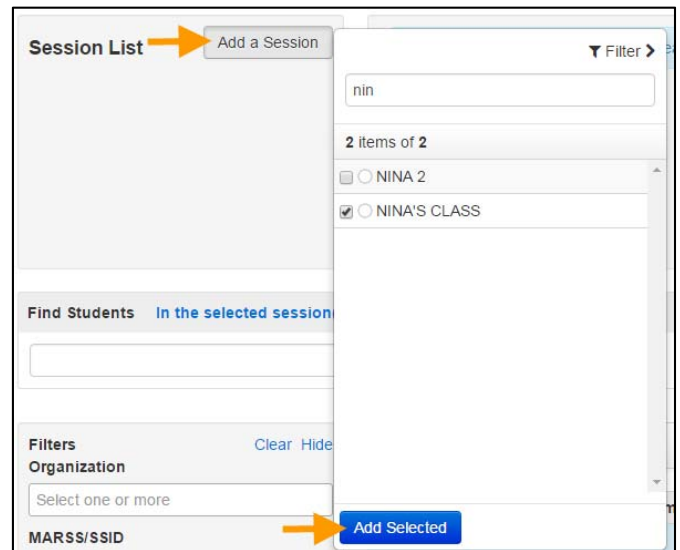 Session List
Add a Session
Filter
nin
2 items of 2
NINA 2
NINA'S CLASS
Find Students In the selected session
Filters Clear Hide
Organization
Select one or more
MARSS/SSID
Add Selected